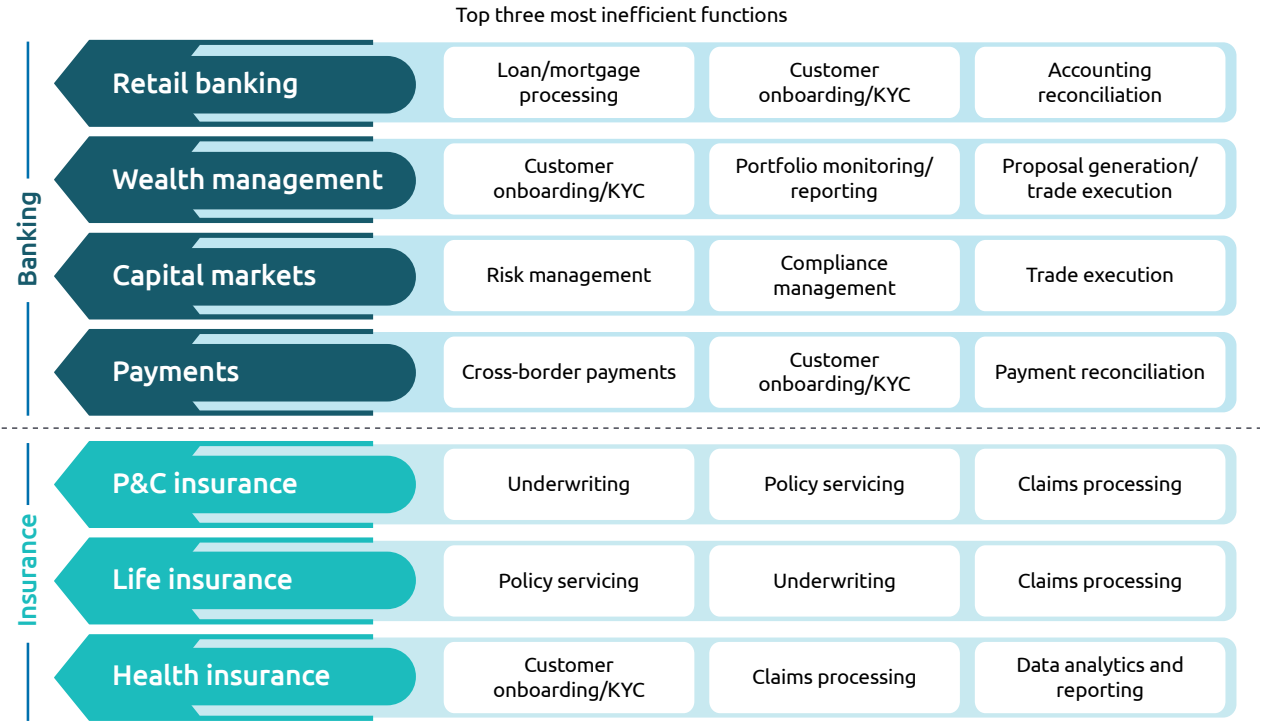 Top three most inefficient functions
Banking
Retail banking
Loan/mortgage
processing
Customer
onboarding/KYC
Accounting
reconciliation
Wealth management
Customer
onboarding/KYC
Portfolio monitoring/
reporting
Proposal generation/
trade execution
Capital markets
Risk management
Compliance
management
Trade execution
Payments
Cross-border payments
Customer
onboarding/KYC
Payment reconciliation
Insurance
P&C insurance
Underwriting
Policy servicing
Claims processing
Life insurance
Policy servicing
Underwriting
Claims processing
Health insurance
Customer
onboarding/KYC
Claims processing
Data analytics and
reporting